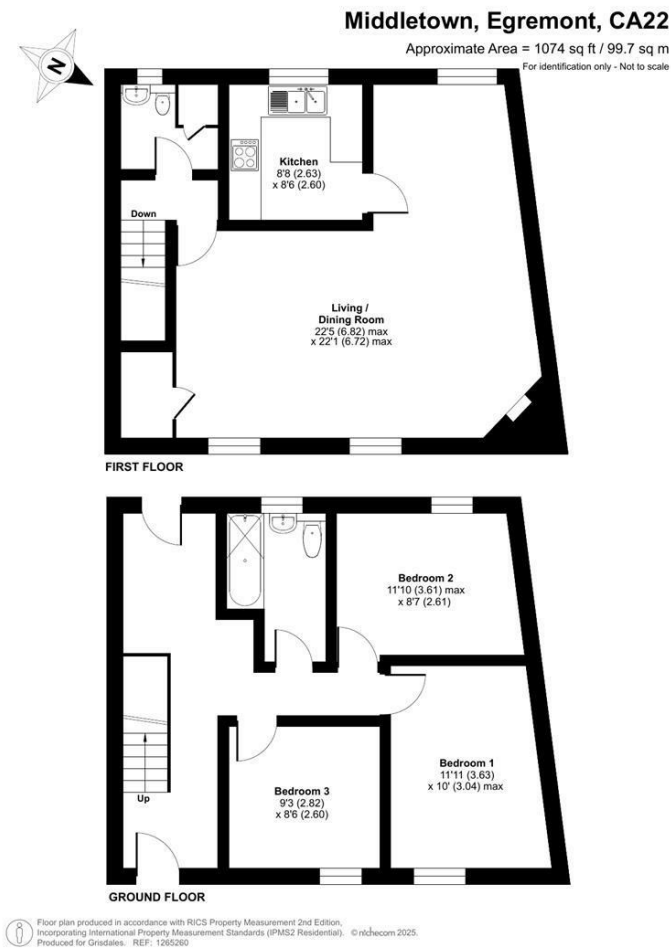 Middletown, Egremont, CA22
Approximate Area = 1074 sq ft / 99.7 sq m
For identification only - Not to scale
N
Kitchen
8'8 (2.63)
x 8'6 (2.60)
Down
Living /
Dining Room
22'5 (6.82) max
x 22'1 (6.72) max
FIRST FLOOR
Bedroom 2
11'10 (3.61) max
x 8'7 (2.61)
Bedroom 1
11'11 (3.63)
x 10' (3.04) max
Bedroom 3
9'3 (2.82)
x 8'6 (2.60)
Up
GROUND FLOOR
Floor plan produced in accordance with RICS Property Measurement 2nd Edition,
Incorporating International Property Measurement Standards (IPMS2 Residential). © nichecom 2025.
Produced for Grisdales. REF: 1265260